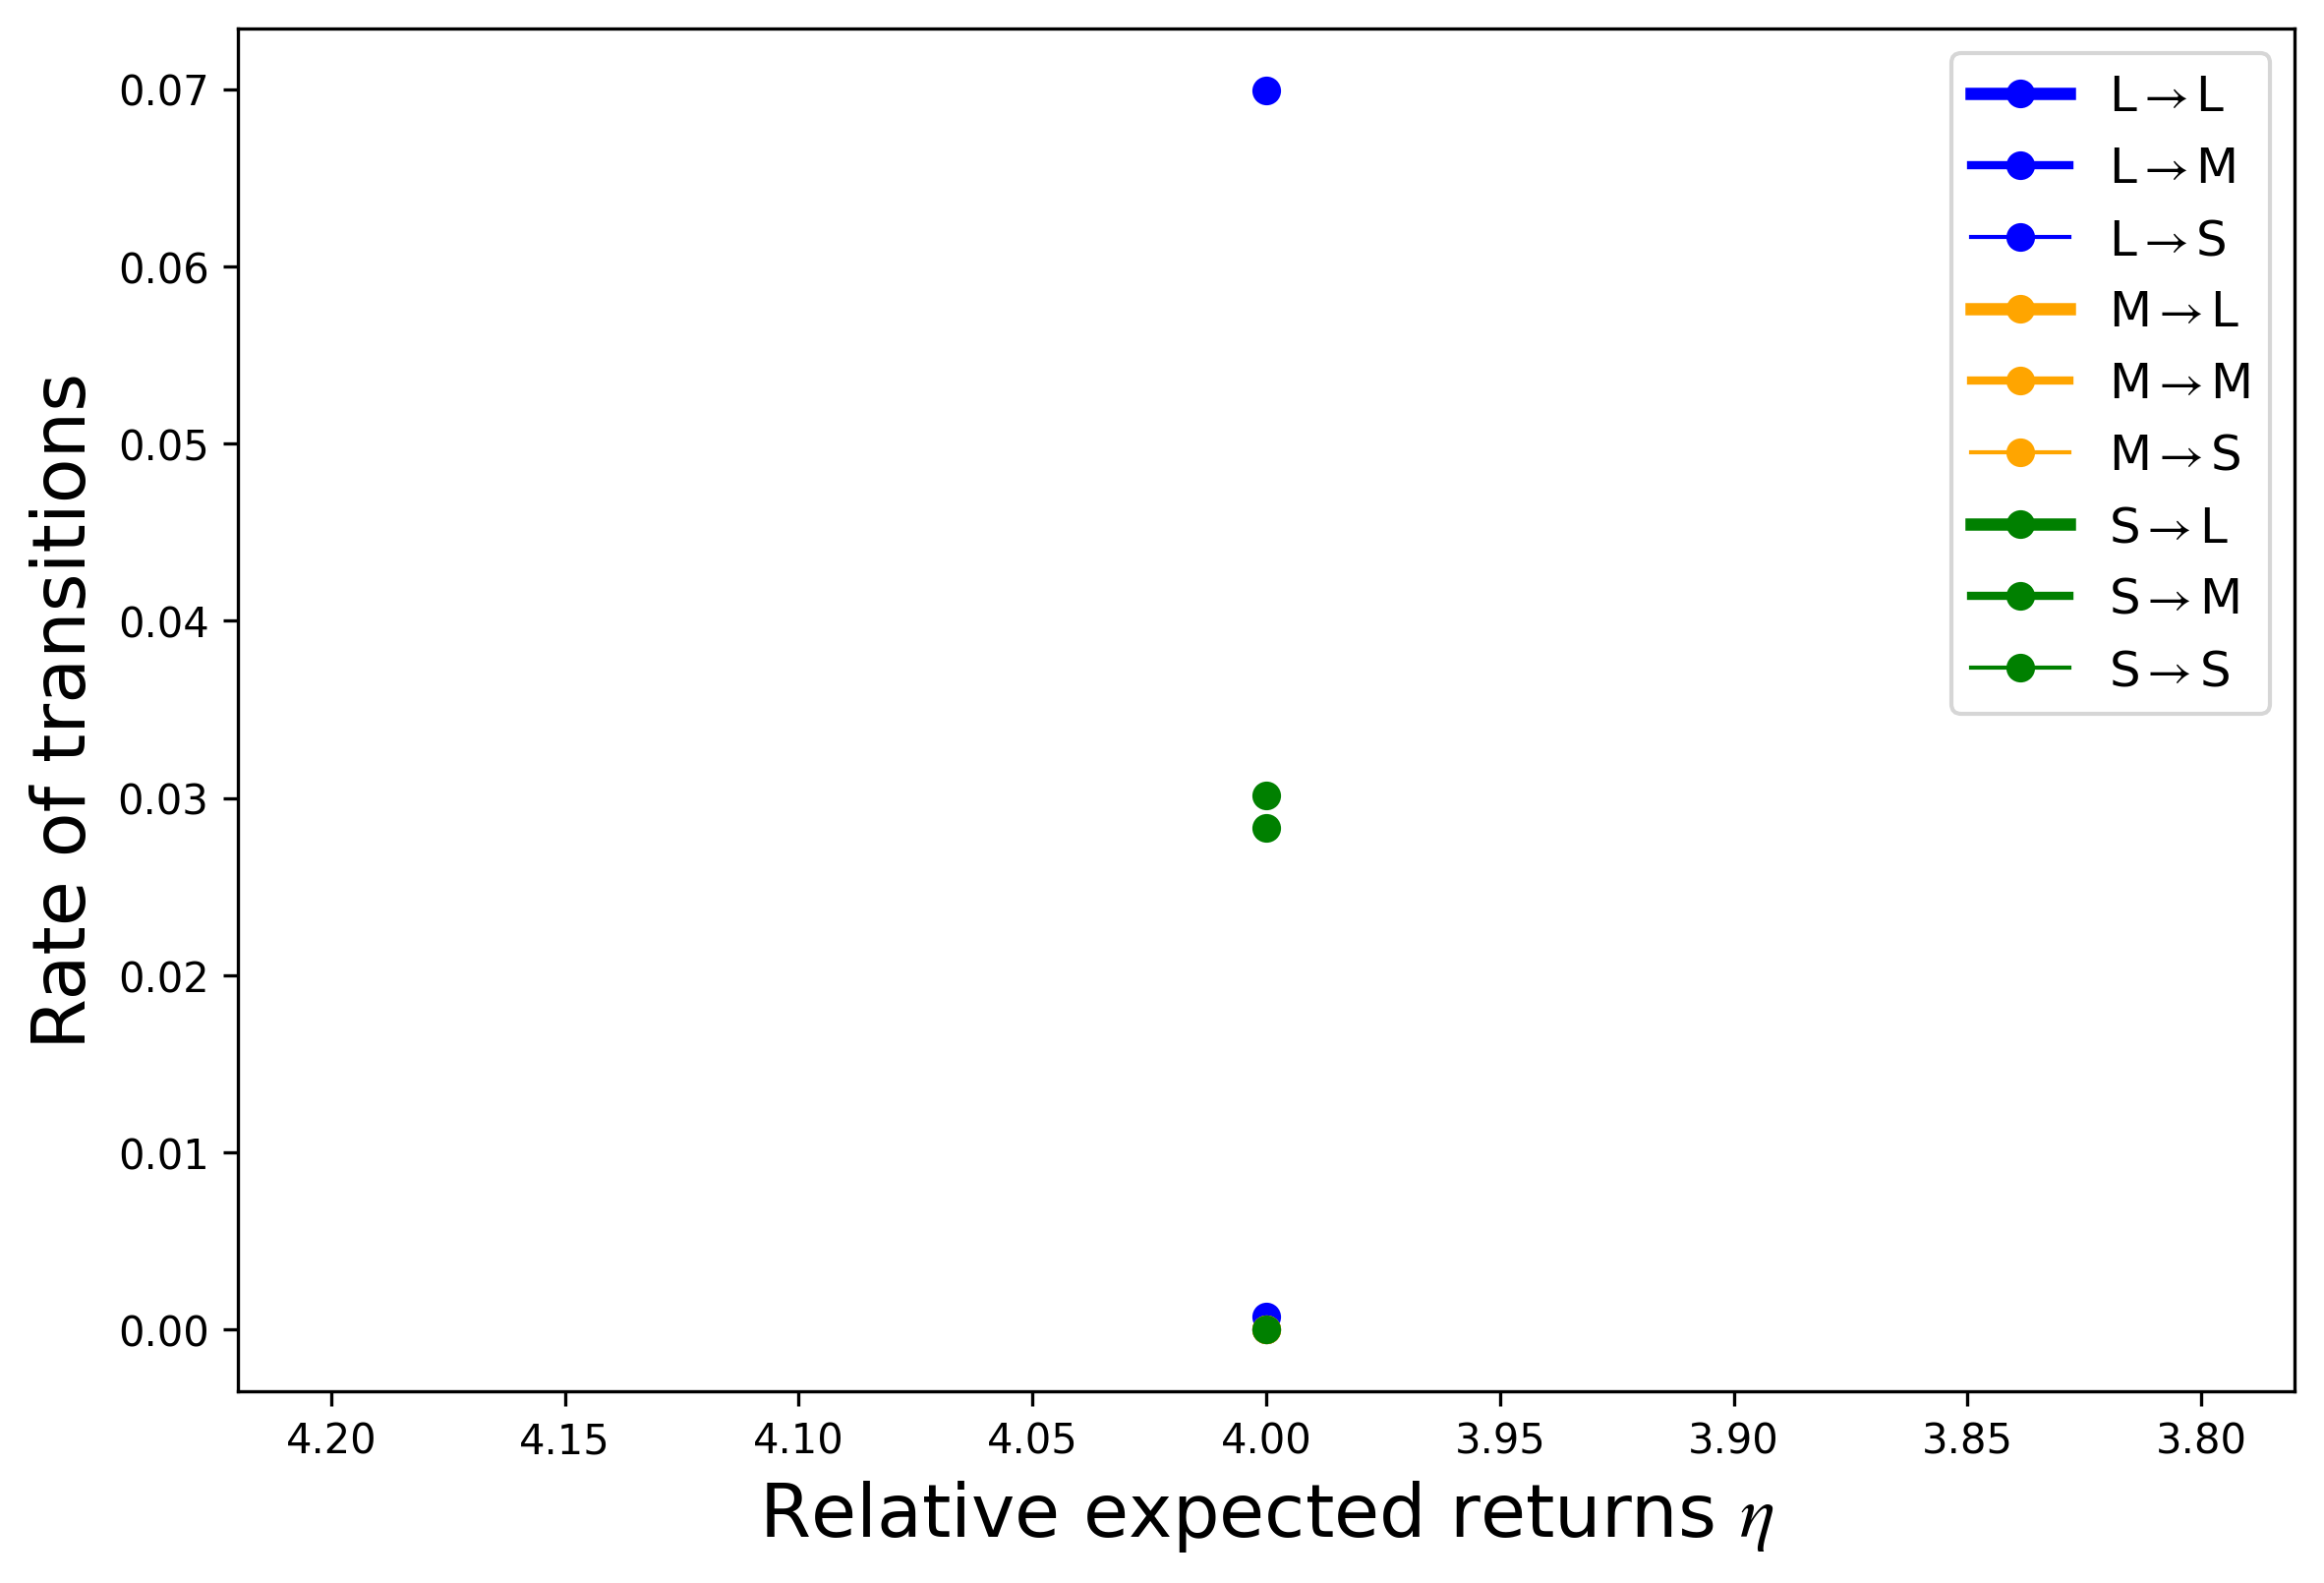 0.07
0.06
0.05
0.04
0.03
0.02
0.01
0.00
Rate of transitions
4.20 4.15 4.10 4.05 4.00 3.95 3.90 3.85 3.80
Relative expected returns η
L→L
L→M
L→S
M→L
M→M
M→S
S→L
S→M
S→S